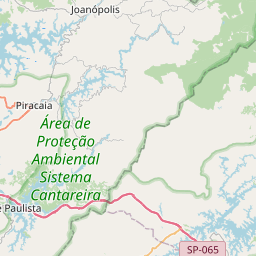 Joanópolis
Piracaia
Área de
Proteção
Ambiental
Sistema
Cantareira
e Paulista
SP-065